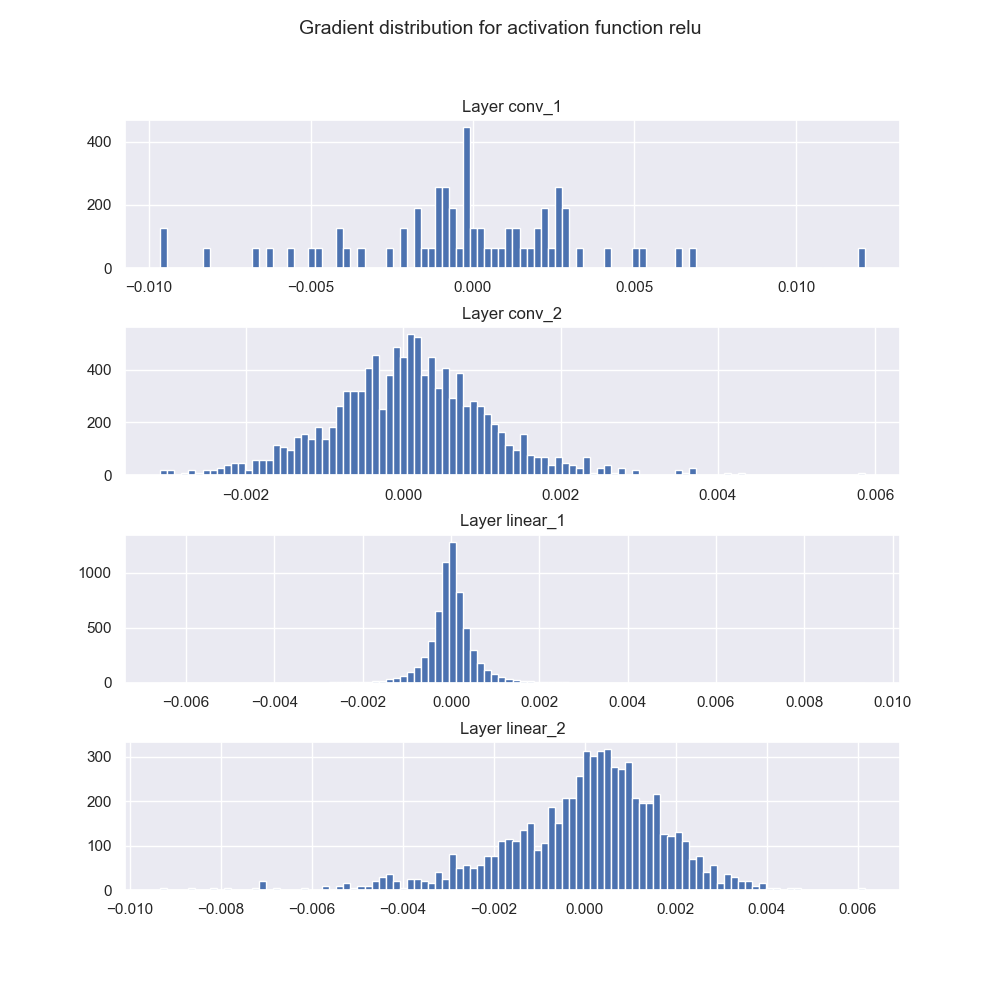 Gradient distribution for activation function relu
Layer conv_1
400
200
0
−0.010 −0.005 0.000 0.005 0.010
Layer conv_2
400
200
0
−0.002 0.000 0.002 0.004 0.006
Layer linear_1
1000
500
0
−0.006 −0.004 −0.002 0.000 0.002 0.004 0.006 0.008 0.010
Layer linear_2
300
200
100
0
−0.010 −0.008 −0.006 −0.004 −0.002 0.000 0.002 0.004 0.006